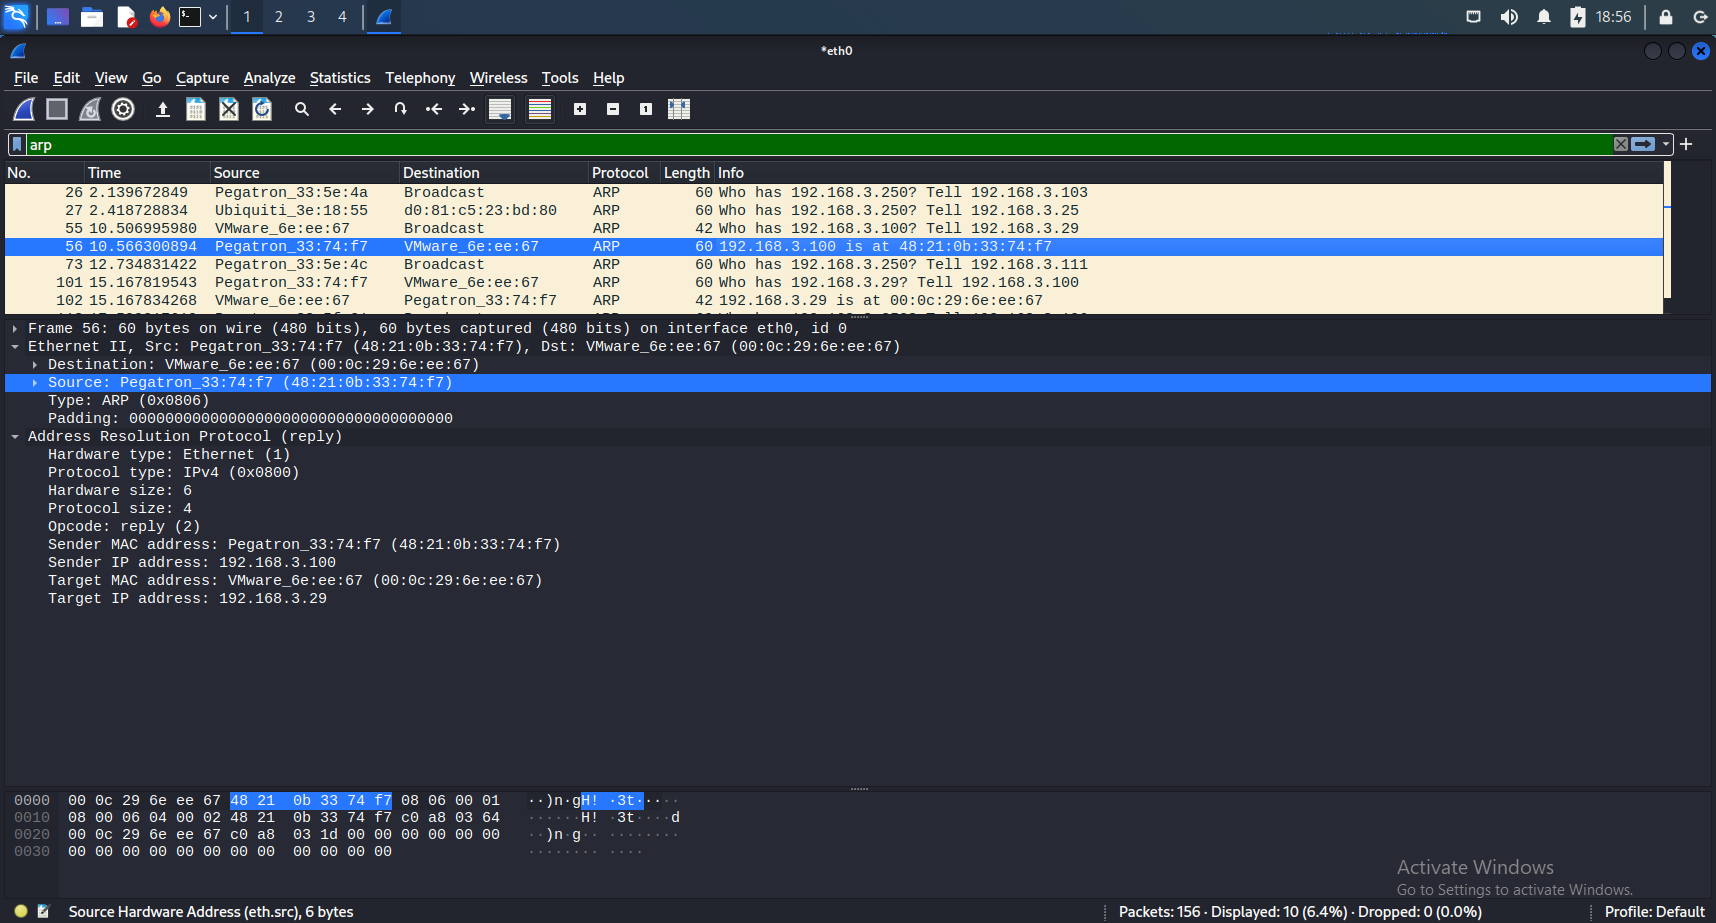 1 2 3 4 18:56
*eth0
File Edit View Go Capture Analyze Statistics Telephony Wireless Tools Help
arp
No. Time Source Destination Protocol Length Info
26 2.139672849 Pegatron_33:5e:4a Broadcast ARP 60 Who has 192.168.3.250? Tell 192.168.3.103
27 2.418728834 Ubiquiti_3e:18:55 d0:81:c5:23:bd:80 ARP 60 Who has 192.168.3.250? Tell 192.168.3.25
55 10.506995980 VMware_6e:ee:67 Broadcast ARP 42 Who has 192.168.3.100? Tell 192.168.3.29
56 10.566300894 Pegatron_33:74:f7 VMware_6e:ee:67 ARP 60 192.168.3.100 is at 48:21:0b:33:74:f7
73 12.734831422 Pegatron_33:5e:4c Broadcast ARP 60 Who has 192.168.3.250? Tell 192.168.3.111
101 15.167819543 Pegatron_33:74:f7 VMware_6e:ee:67 ARP 60 Who has 192.168.3.29? Tell 192.168.3.100
102 15.167834268 VMware_6e:ee:67 Pegatron_33:74:f7 ARP 42 192.168.3.29 is at 00:0c:29:6e:ee:67
Frame 56: 60 bytes on wire (480 bits), 60 bytes captured (480 bits) on interface eth0, id 0
Ethernet II, Src: Pegatron_33:74:f7 (48:21:0b:33:74:f7), Dst: VMware_6e:ee:67 (00:0c:29:6e:ee:67)
Destination: VMware_6e:ee:67 (00:0c:29:6e:ee:67)
Source: Pegatron_33:74:f7 (48:21:0b:33:74:f7)
Type: ARP (0x0806)
Padding: 000000000000000000000000000000000000
Address Resolution Protocol (reply)
Hardware type: Ethernet (1)
Protocol type: IPv4 (0x0800)
Hardware size: 6
Protocol size: 4
Opcode: reply (2)
Sender MAC address: Pegatron_33:74:f7 (48:21:0b:33:74:f7)
Sender IP address: 192.168.3.100
Target MAC address: VMware_6e:ee:67 (00:0c:29:6e:ee:67)
Target IP address: 192.168.3.29
0000 00 0c 29 6e ee 67 48 21 0b 33 74 f7 08 06 00 01 ··)n·gH! ·3t·····
0010 08 00 06 04 00 02 48 21 0b 33 74 f7 c0 a8 03 64 ······H! ·3t····d
0020 00 0c 29 6e ee 67 c0 a8 03 1d 00 00 00 00 00 00 ··)n·g·· ········
0030 00 00 00 00 00 00 00 00 00 00 00 00 ········ ····
Activate Windows
Go to Settings to activate Windows.
Source Hardware Address (eth.src), 6 bytes Packets: 156 · Displayed: 10 (6.4%) · Dropped: 0 (0.0%) Profile: Default